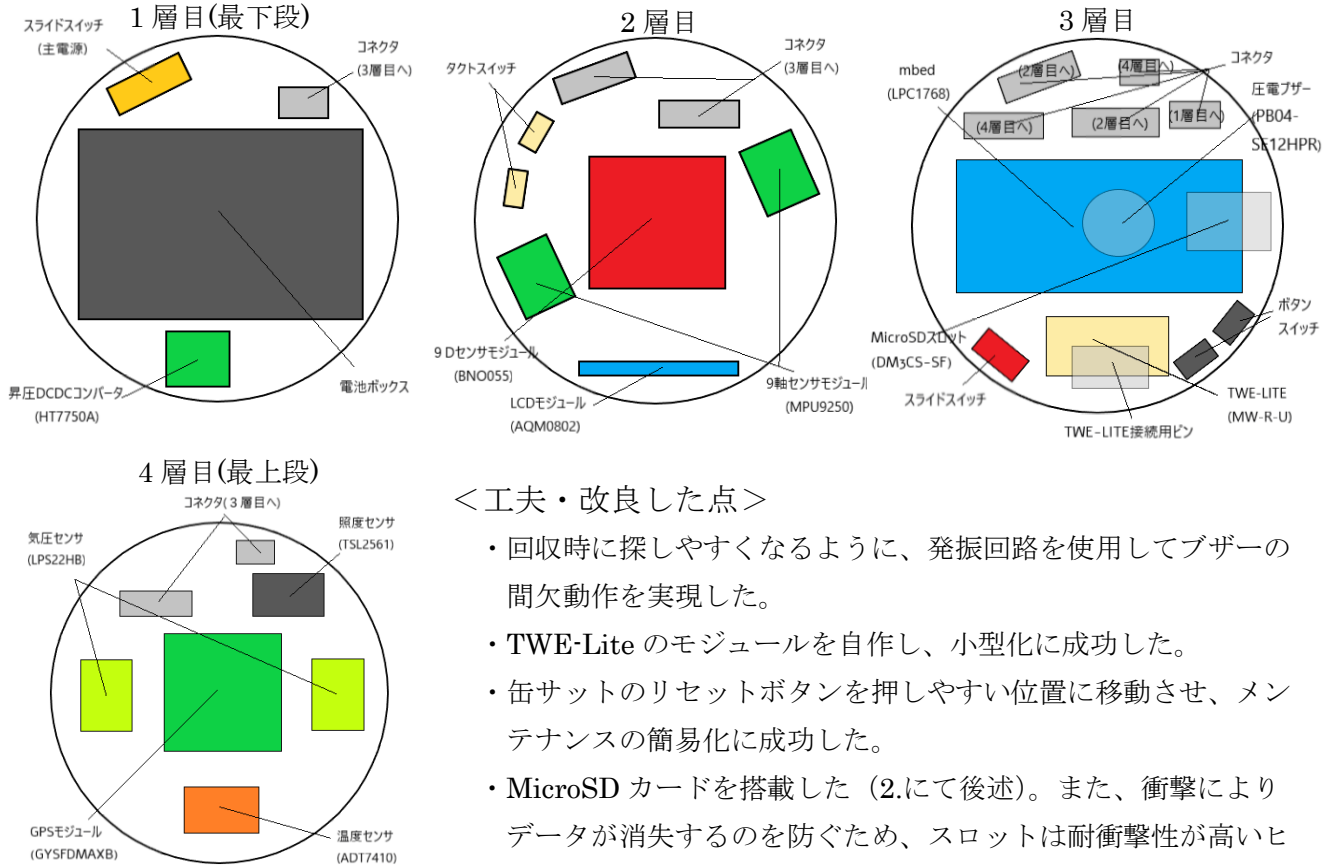 1 層目(最下段)
スライドスイッチ
(主電源)
コネクタ
(3層目へ)
昇圧DCDCコンバータ
(HT7750A)
電池ボックス
2 層目
タクトスイッチ
コネクタ
(3層目へ)
9 Dセンサモジュール
(BNO055)
LCDモジュール
(AQM0802)
9軸センサモジュール
(MPU9250)
3 層目
mbed
(LPC1768)
(2層目へ)
(4層目へ)
コネクタ
圧電ブザー
(PB04-
SE12HPR)
(4層目へ)
(2層目へ)
(1層目へ)
MicroSDスロット
(DM3CS-SF)
スライドスイッチ
ボタン
スイッチ
TWE-LITE
(MW-R-U)
TWE-LITE接続用ピン
4 層目(最上段)
コネクタ(３層目へ)
気圧センサ
(LPS22HB)
照度センサ
(TSL2561)
GPSモジュール
(GYSFDMAXB)
温度センサ
(ADT7410)
＜工夫・改良した点＞
・回収時に探しやすくなるように、発振回路を使用してブザーの
間欠動作を実現した。
・TWE-Lite のモジュールを自作し、小型化に成功した。
・缶サットのリセットボタンを押しやすい位置に移動させ、メン
テナンスの簡易化に成功した。
・MicroSD カードを搭載した（2.にて後述）。また、衝撃により
データが消失するのを防ぐため、スロットは耐衝撃性が高いヒ